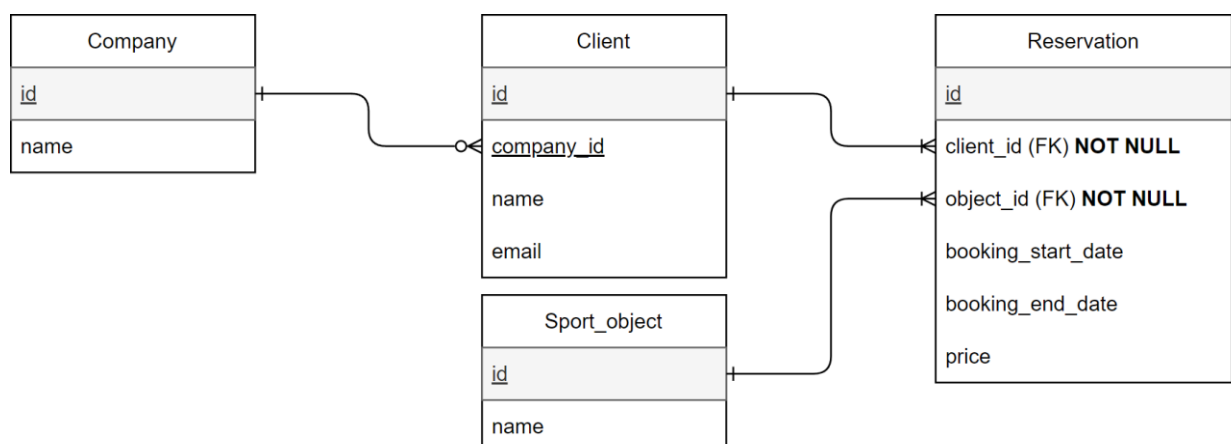 Company
id
name
Client
id
company_id
name
email
Sport_object
id
name
Reservation
id
client_id (FK) NOT NULL
object_id (FK) NOT NULL
booking_start_date
booking_end_date
price